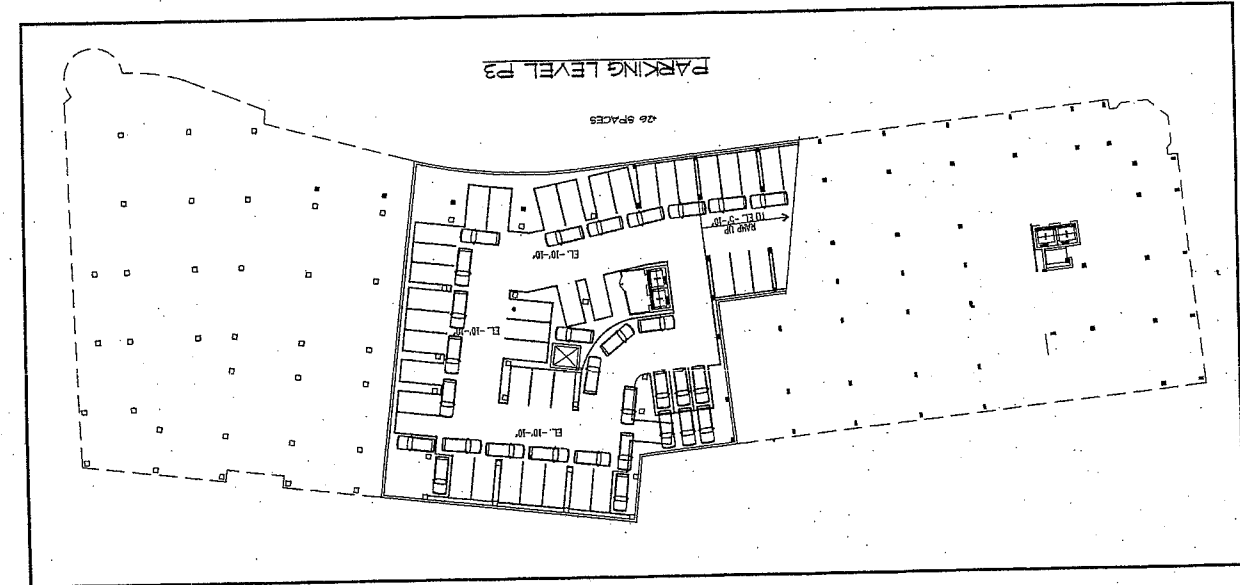 EL. -10'-10"
EL. -10'-10"
EL. -10'-10"
RAMP UP
TO EL. -5'-10"
+26 SPACES
PARKING LEVEL P3